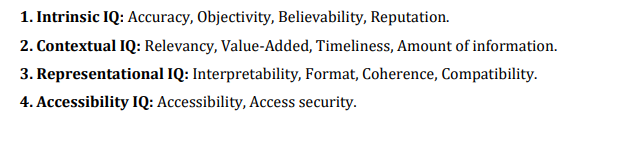 1. Intrinsic IQ: Accuracy, Objectivity, Believability, Reputation.
2. Contextual IQ: Relevancy, Value-Added, Timeliness, Amount of information.
3. Representational IQ: Interpretability, Format, Coherence, Compatibility.
4. Accessibility IQ: Accessibility, Access security.